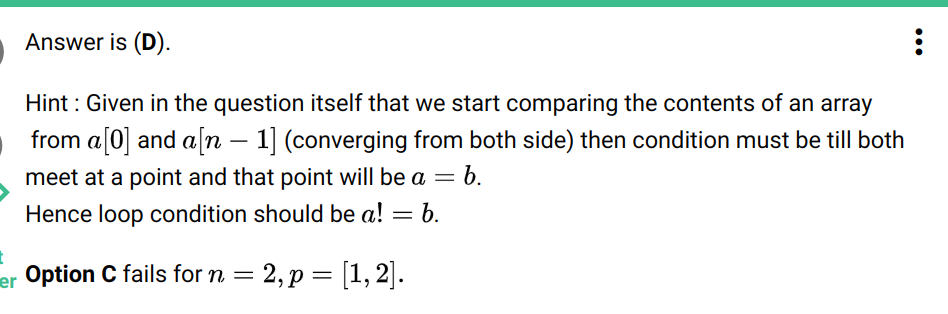 Answer is (D).
Hint : Given in the question itself that we start comparing the contents of an array
from a[0] and a[n − 1] (converging from both side) then condition must be till both
meet at a point and that point will be a = b.
Hence loop condition should be a! = b.
er Option C fails for n = 2, p = [1, 2].